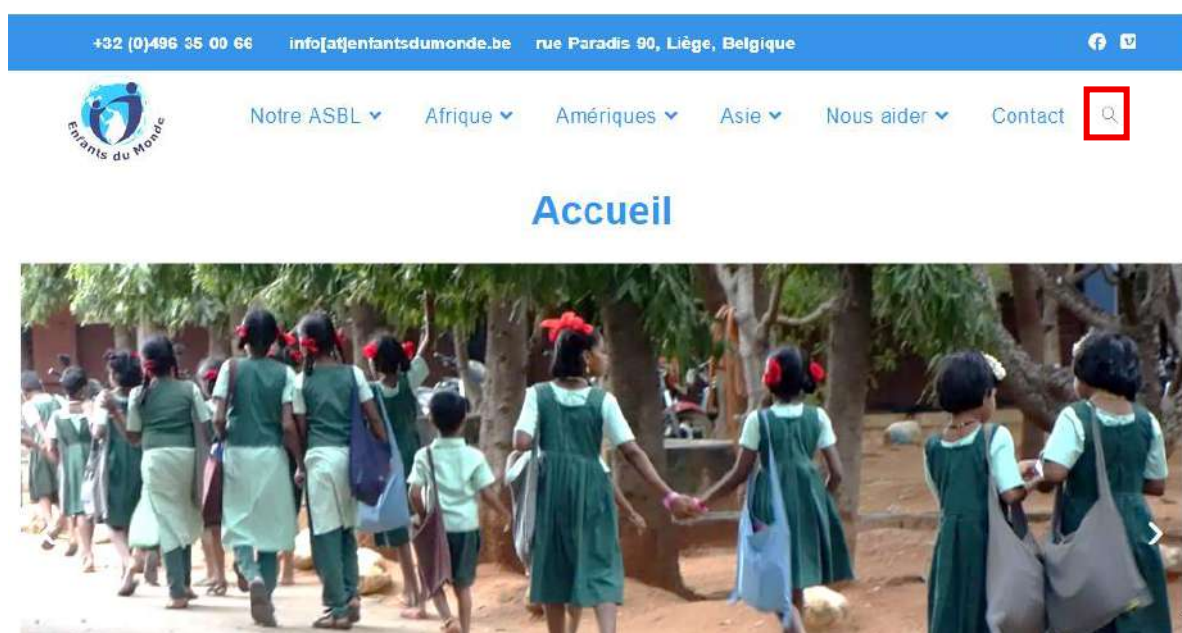 +32 (0)496 35 00 66 info[at]enfantsdumonde.be rue Paradis 90, Liège, Belgique
Enfants du Monde
Notre ASBL Afrique Amériques Asie Nous aider Contact
Accueil